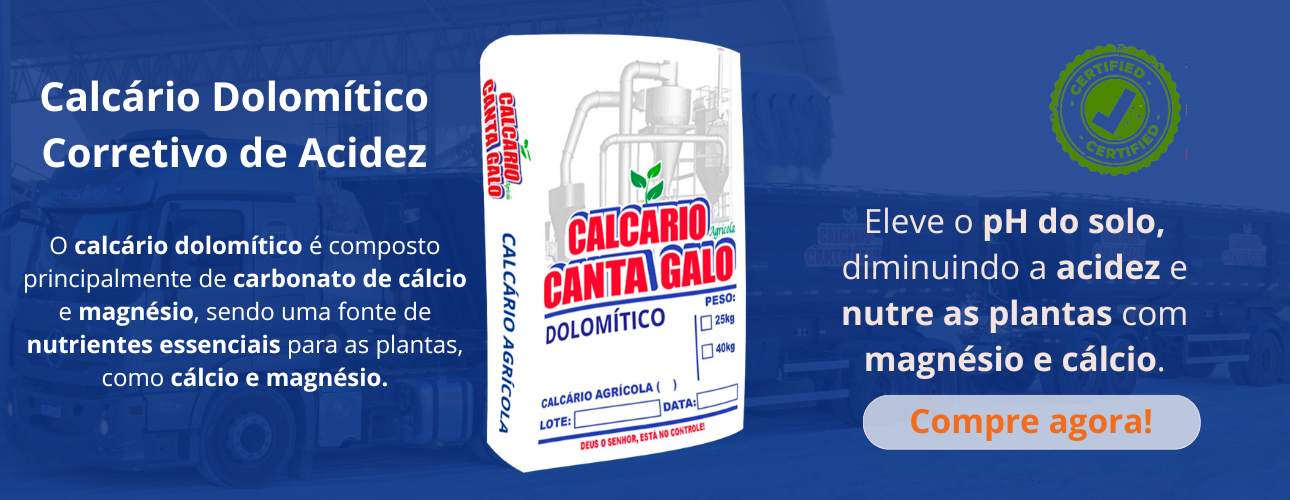 Calcário Dolomítico
Corretivo de Acidez
O calcário dolomítico é composto
principalmente de carbonato de cálcio
e magnésio, sendo uma fonte de
nutrientes essenciais para as plantas,
como cálcio e magnésio.
CALCÁRIO
CANTA GALO
CALCÁRIO AGRÍCOLA
CALCÁRIO
Agrícola
CANTA GALO
DOLOMÍTICO
PESO:
25kg
40kg
CALCÁRIO AGRÍCOLA ( )
LOTE:
DATA:
DEUS O SENHOR, ESTÁ NO CONTROLE!
CERTIFIED
CERTIFIED
Eleve o pH do solo,
diminuindo a acidez e
nutre as plantas com
magnésio e cálcio.
Compre agora!